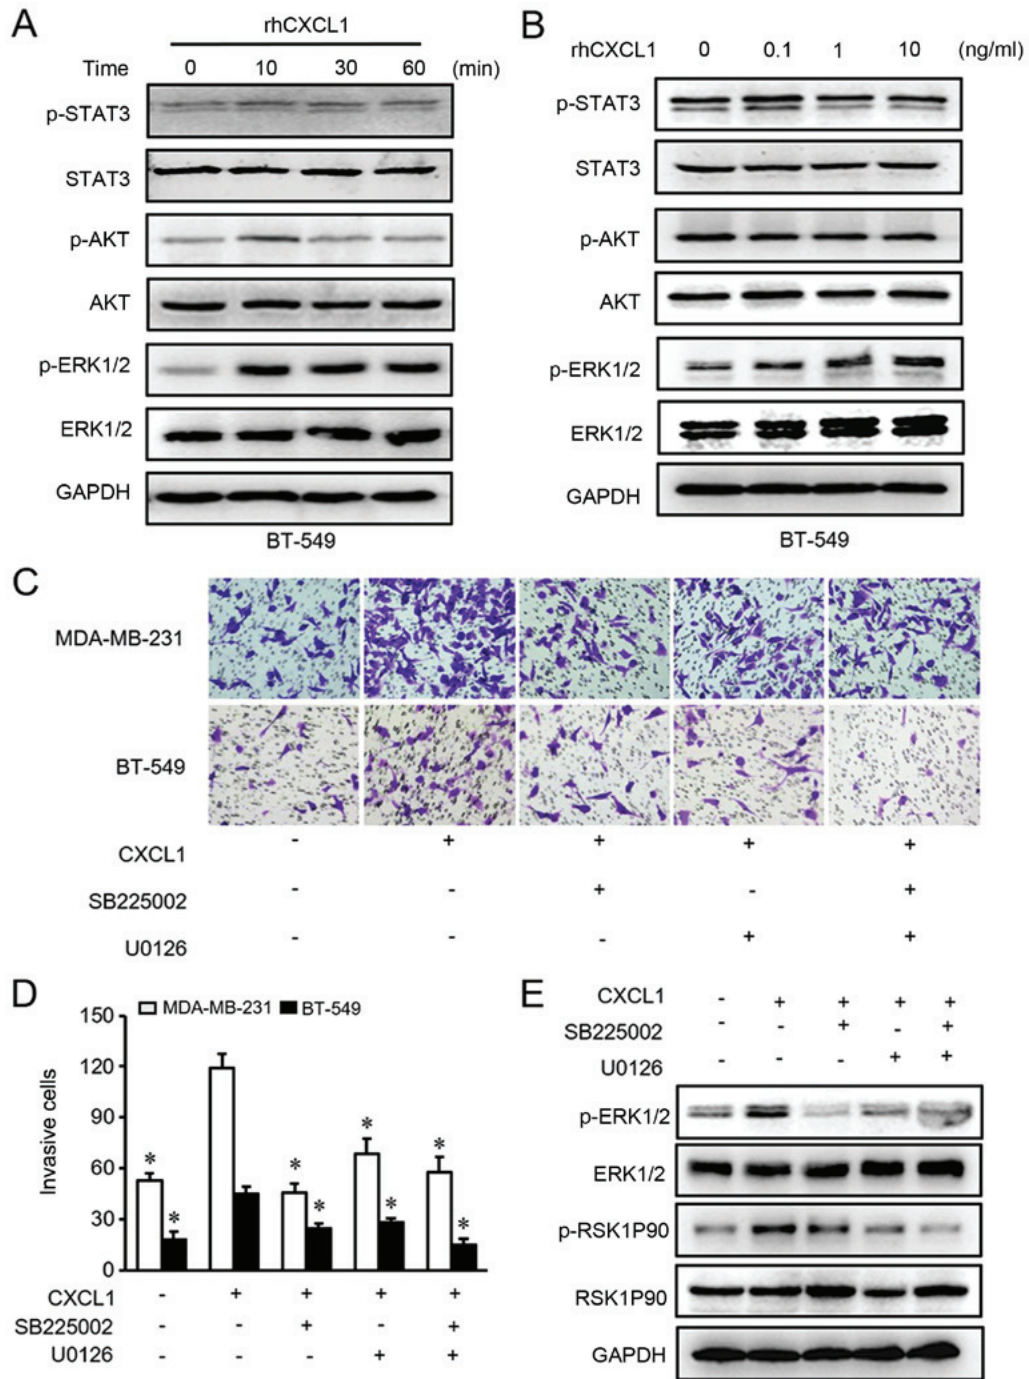 A
rhCXCL1
Time 0 10 30 60 (min)
p-STAT3
STAT3
p-AKT
AKT
p-ERK1/2
ERK1/2
GAPDH
BT-549
B
rhCXCL1 0 0.1 1 10 (ng/ml)
p-STAT3
STAT3
p-AKT
AKT
p-ERK1/2
ERK1/2
GAPDH
BT-549
C
MDA-MB-231
BT-549
CXCL1 - + + + +
SB225002 - - + - +
U0126 - - - + +
D
MDA-MB-231 BT-549
Invasive cells
150
120
90
60
30
0
* * * * * * * *
CXCL1 - + + + +
SB225002 - - + - +
U0126 - - - + +
E
CXCL1 - + + + +
SB225002 - - + - +
U0126 - - - + +
p-ERK1/2
ERK1/2
p-RSK1P90
RSK1P90
GAPDH